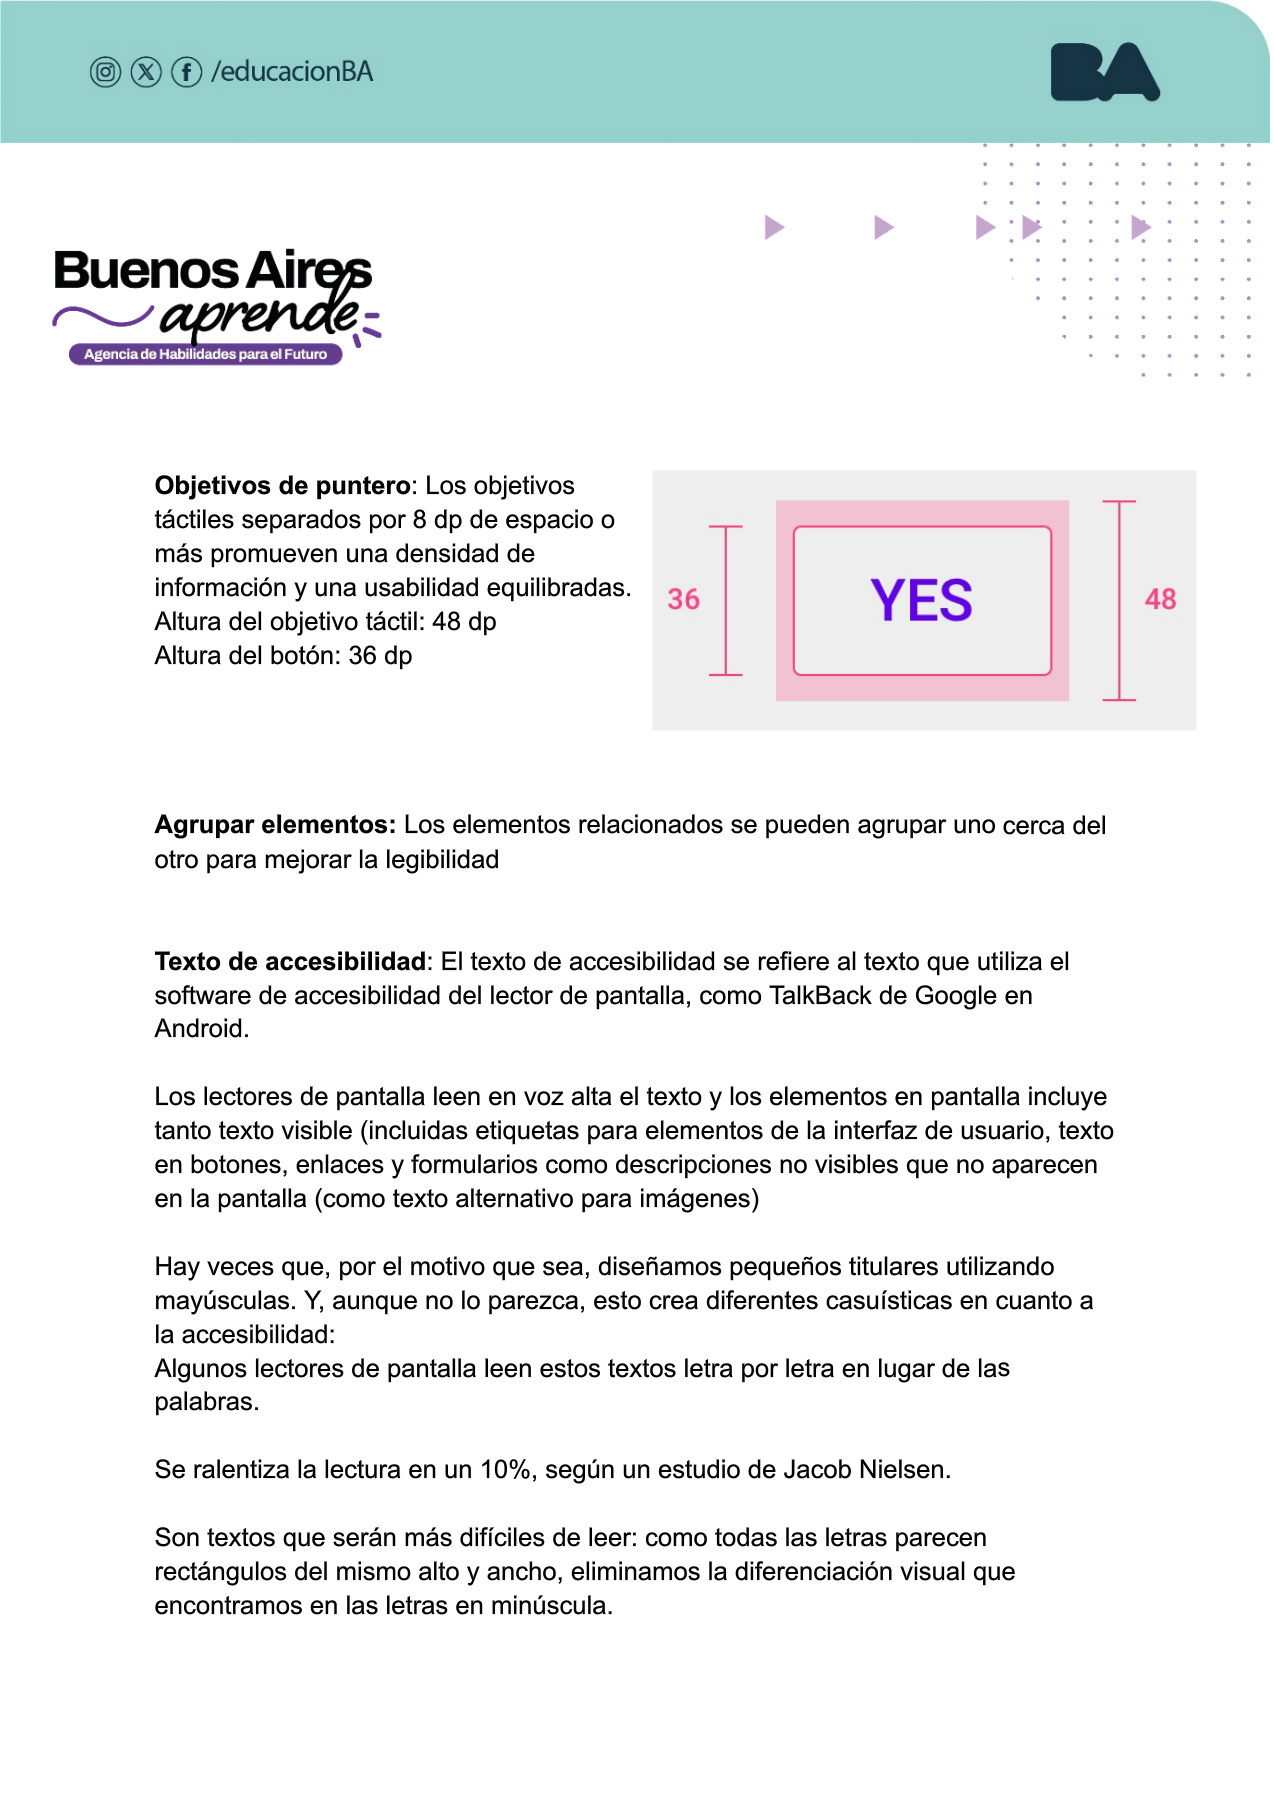 /educacionBA
BA
Buenos Aires
aprende
Agencia de Habilidades para el Futuro
Objetivos de puntero: Los objetivos
táctiles separados por 8 dp de espacio o
más promueven una densidad de
información y una usabilidad equilibradas.
Altura del objetivo táctil: 48 dp
Altura del botón: 36 dp
36
YES
48
Agrupar elementos: Los elementos relacionados se pueden agrupar uno cerca del
otro para mejorar la legibilidad
Texto de accesibilidad: El texto de accesibilidad se refiere al texto que utiliza el
software de accesibilidad del lector de pantalla, como TalkBack de Google en
Android.
Los lectores de pantalla leen en voz alta el texto y los elementos en pantalla incluye
tanto texto visible (incluidas etiquetas para elementos de la interfaz de usuario, texto
en botones, enlaces y formularios como descripciones no visibles que no aparecen
en la pantalla (como texto alternativo para imágenes)
Hay veces que, por el motivo que sea, diseñamos pequeños titulares utilizando
mayúsculas. Y, aunque no lo parezca, esto crea diferentes casuísticas en cuanto a
la accesibilidad:
Algunos lectores de pantalla leen estos textos letra por letra en lugar de las
palabras.
Se ralentiza la lectura en un 10%, según un estudio de Jacob Nielsen.
Son textos que serán más difíciles de leer: como todas las letras parecen
rectángulos del mismo alto y ancho, eliminamos la diferenciación visual que
encontramos en las letras en minúscula.